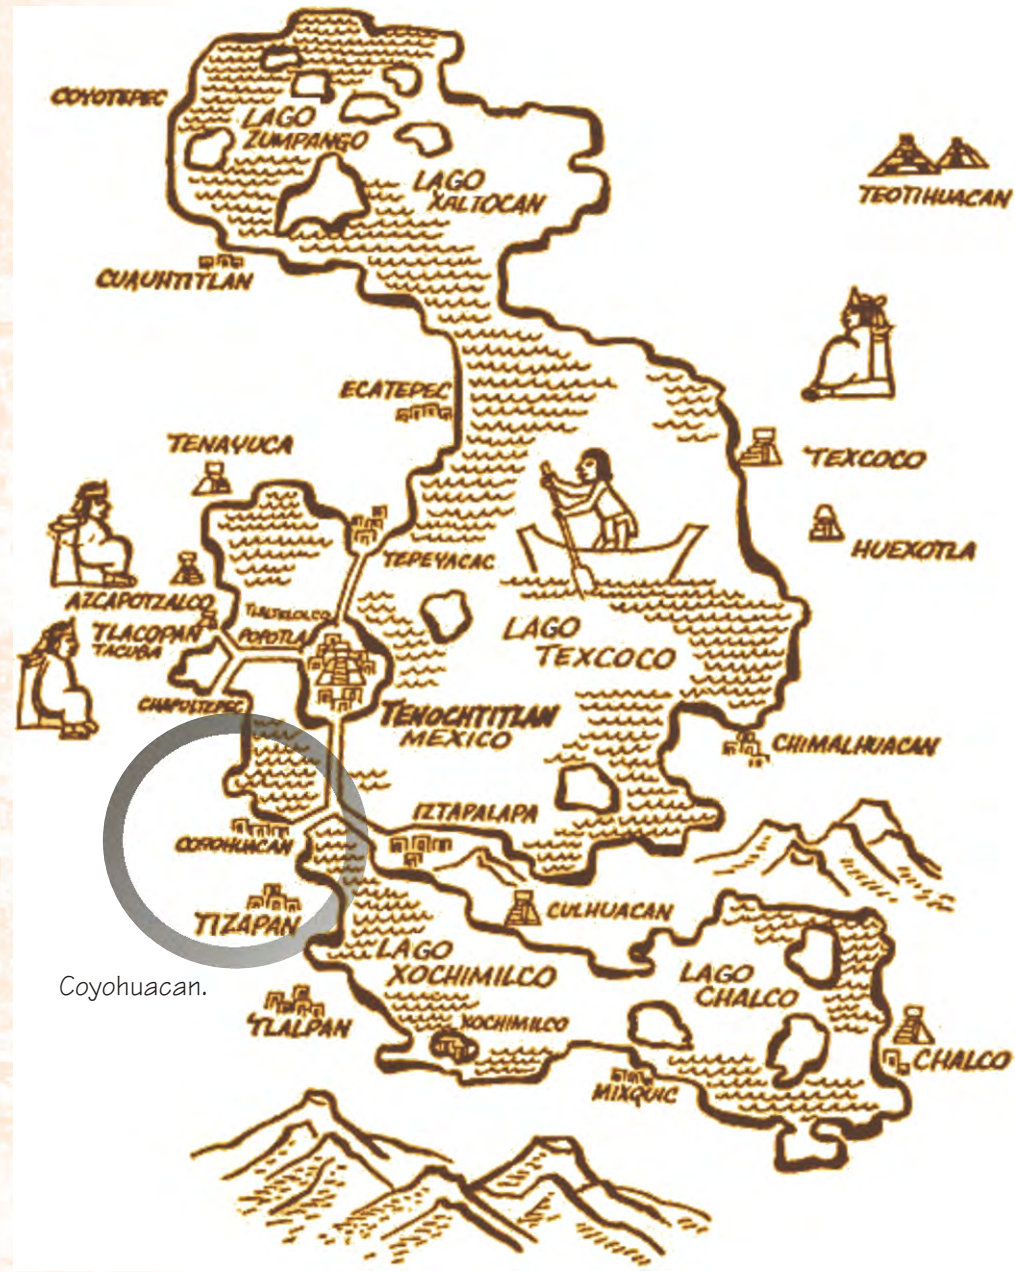 COYOTEPEC
LAGO
ZUMPANGO
LAGO
XALTOCAN
TEOTIHUACAN
CUAUHTITLAN
ECATEPEC
TENAYUCA
TEXCOCO
HUEXOTLA
TEPEYACAC
AZCAPOTZALCO
TLALTELOLCO
TLACOPAN
TACUBA
POPOTLA
LAGO
TEXCOCO
CHAPULTEPEC
TENOCHTITLAN
MEXICO
CHIMALHUACAN
IZTAPALAPA
COYOHUACAN
TIZAPAN
CULHUACAN
LAGO
XOCHIMILCO
LAGO
CHALCO
Coyohuacan.
TLALPAN
XOCHIMILCO
CHALCO
MIXQUIC